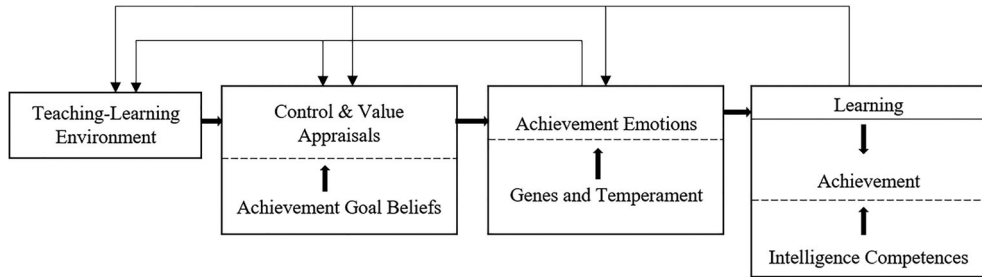 Teaching-Learning
Environment
Control & Value
Appraisals
Achievement Goal Beliefs
Achievement Emotions
Genes and Temperament
Learning
Achievement
Intelligence Competences